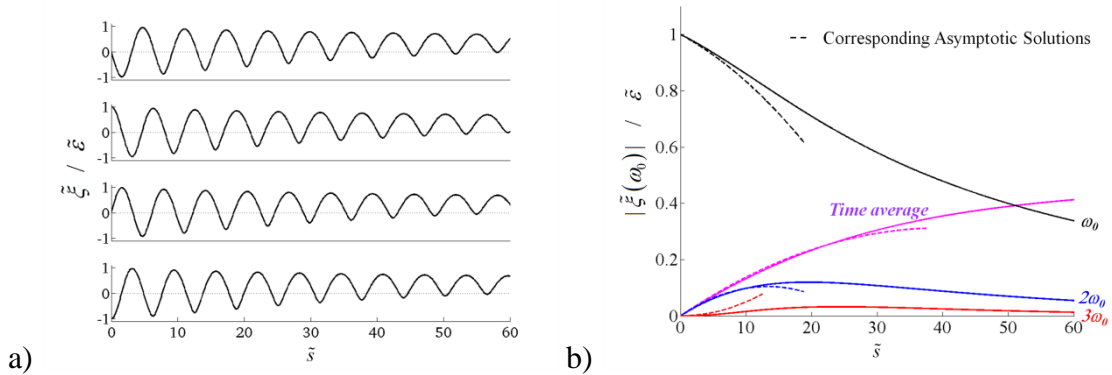 a)
ξ̃ / ε̃
1
0
-1
1
0
-1
1
0
-1
1
0
-1
0 10 20 30 40 50 60
s̃
b)
|ξ̃(ω₀)| / ε̃
1
0.8
0.6
0.4
0.2
0
Corresponding Asymptotic Solutions
Time average
ω₀
2ω₀
3ω₀
0 10 20 30 40 50 60
s̃